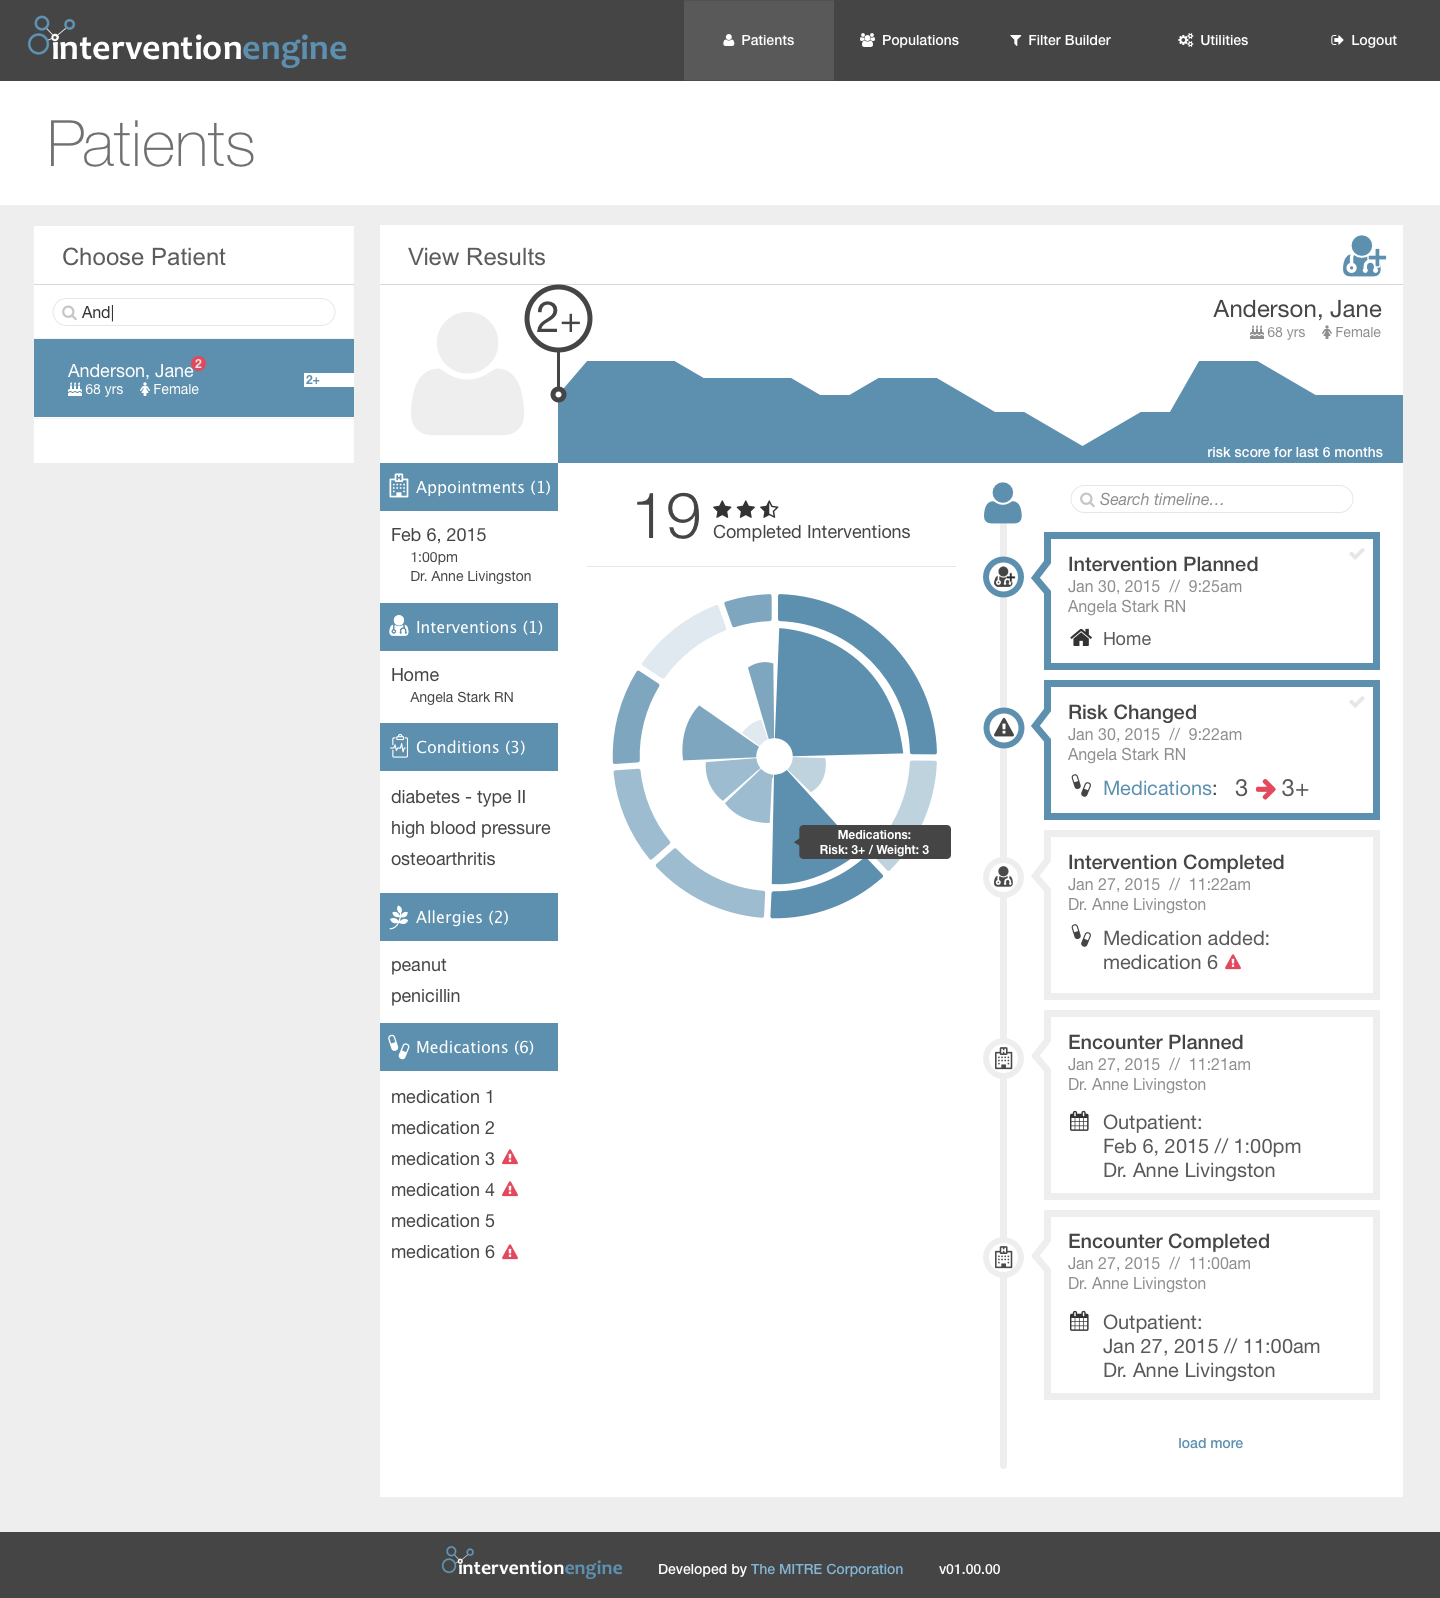 interventionengine
Patients
Populations
Filter Builder
Utilities
Logout
Patients
Choose Patient
And
Anderson, Jane 2
68 yrs Female
2+
View Results
2+
Anderson, Jane
68 yrs Female
risk score for last 6 months
Appointments (1)
Feb 6, 2015
1:00pm
Dr. Anne Livingston
Interventions (1)
Home
Angela Stark RN
Conditions (3)
diabetes - type II
high blood pressure
osteoarthritis
Allergies (2)
peanut
penicillin
Medications (6)
medication 1
medication 2
medication 3
medication 4
medication 5
medication 6
19
Completed Interventions
Medications:
Risk: 3+ / Weight: 3
Search timeline...
Intervention Planned
Jan 30, 2015 // 9:25am
Angela Stark RN
Home
Risk Changed
Jan 30, 2015 // 9:22am
Angela Stark RN
Medications: 3 3+
Intervention Completed
Jan 27, 2015 // 11:22am
Dr. Anne Livingston
Medication added:
medication 6
Encounter Planned
Jan 27, 2015 // 11:21am
Dr. Anne Livingston
Outpatient:
Feb 6, 2015 // 1:00pm
Dr. Anne Livingston
Encounter Completed
Jan 27, 2015 // 11:00am
Dr. Anne Livingston
Outpatient:
Jan 27, 2015 // 11:00am
Dr. Anne Livingston
load more
interventionengine
Developed by The MITRE Corporation
v01.00.00